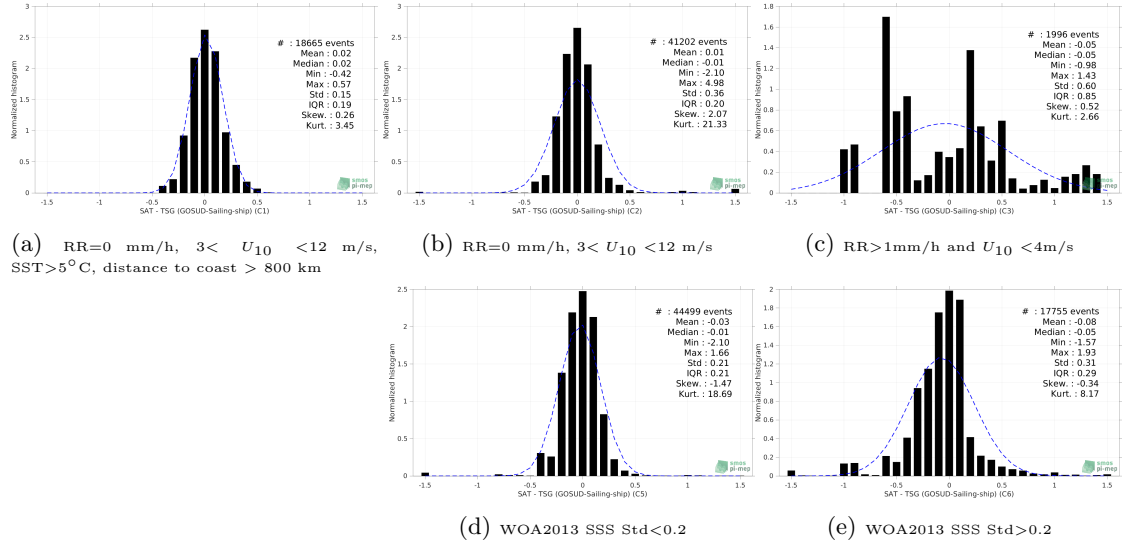 3
2.5
2
1.5
1
0.5
0
Normalized histogram
-1.5
-1
-0.5
0
0.5
1
1.5
SAT - TSG (GOSUD-Sailing-ship) (C1)
# : 18665 events
Mean : 0.02
Median : 0.02
Min : -0.42
Max : 0.57
Std : 0.15
IQR : 0.19
Skew. : 0.26
Kurt. : 3.45
smos
pi-mep
(a) RR=0 mm/h, 3< U10 <12 m/s,
SST>5°C, distance to coast > 800 km
3
2.5
2
1.5
1
0.5
0
Normalized histogram
-1.5
-1
-0.5
0
0.5
1
1.5
SAT - TSG (GOSUD-Sailing-ship) (C2)
# : 41202 events
Mean : 0.01
Median : -0.01
Min : -2.10
Max : 4.98
Std : 0.36
IQR : 0.20
Skew. : 2.07
Kurt. : 21.33
smos
pi-mep
(b) RR=0 mm/h, 3< U10 <12 m/s
1.8
1.6
1.4
1.2
1
0.8
0.6
0.4
0.2
0
Normalized histogram
-1.5
-1
-0.5
0
0.5
1
1.5
SAT - TSG (GOSUD-Sailing-ship) (C3)
# : 1996 events
Mean : -0.05
Median : -0.05
Min : -0.98
Max : 1.43
Std : 0.60
IQR : 0.85
Skew. : 0.52
Kurt. : 2.66
smos
pi-mep
(c) RR>1mm/h and U10 <4m/s
2.5
2
1.5
1
0.5
0
Normalized histogram
-1.5
-1
-0.5
0
0.5
1
1.5
SAT - TSG (GOSUD-Sailing-ship) (C5)
# : 44499 events
Mean : -0.03
Median : -0.01
Min : -2.10
Max : 1.66
Std : 0.21
IQR : 0.21
Skew. : -1.47
Kurt. : 18.69
smos
pi-mep
(d) WOA2013 SSS Std<0.2
2
1.8
1.6
1.4
1.2
1
0.8
0.6
0.4
0.2
0
Normalized histogram
-1.5
-1
-0.5
0
0.5
1
1.5
SAT - TSG (GOSUD-Sailing-ship) (C6)
# : 17755 events
Mean : -0.08
Median : -0.05
Min : -1.57
Max : 1.93
Std : 0.31
IQR : 0.29
Skew. : -0.34
Kurt. : 8.17
smos
pi-mep
(e) WOA2013 SSS Std>0.2